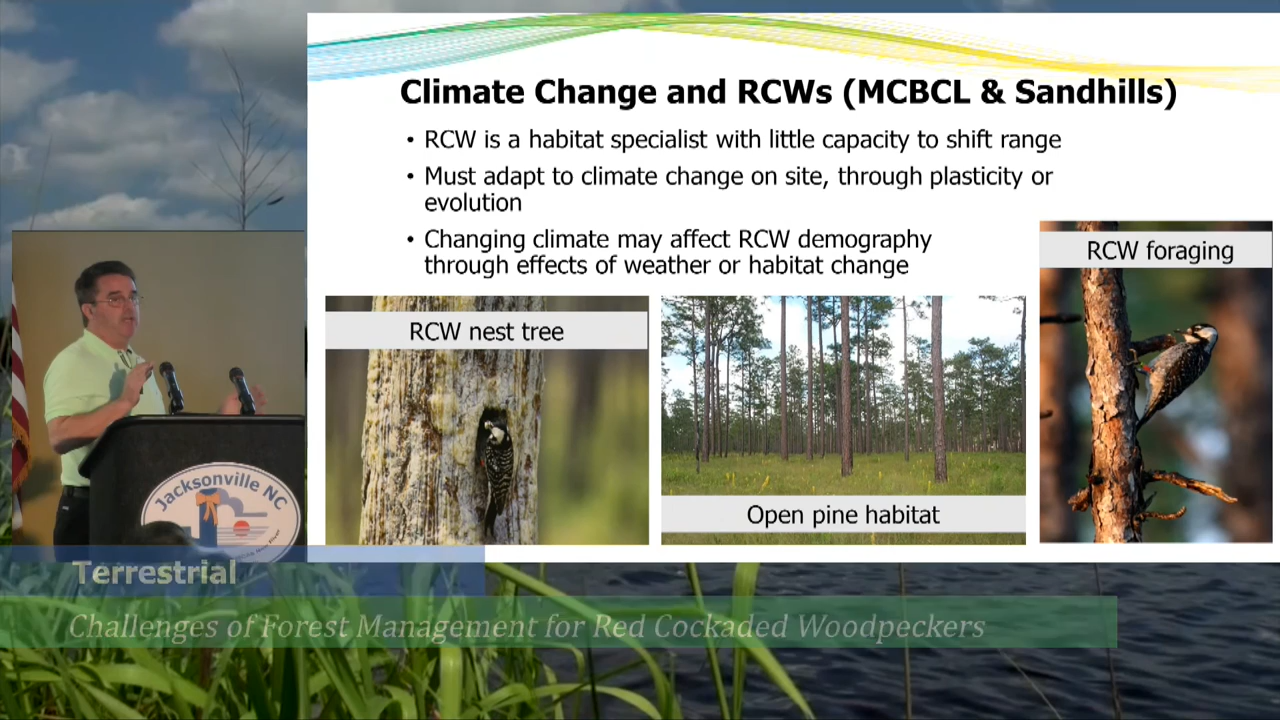 Climate Change and RCWs (MCBCL & Sandhills)
• RCW is a habitat specialist with little capacity to shift range
• Must adapt to climate change on site, through plasticity or
evolution
• Changing climate may affect RCW demography
through effects of weather or habitat change
RCW foraging
RCW nest tree
Open pine habitat
Jacksonville NC
Terrestrial
Challenges of Forest Management for Red Cockaded Woodpeckers